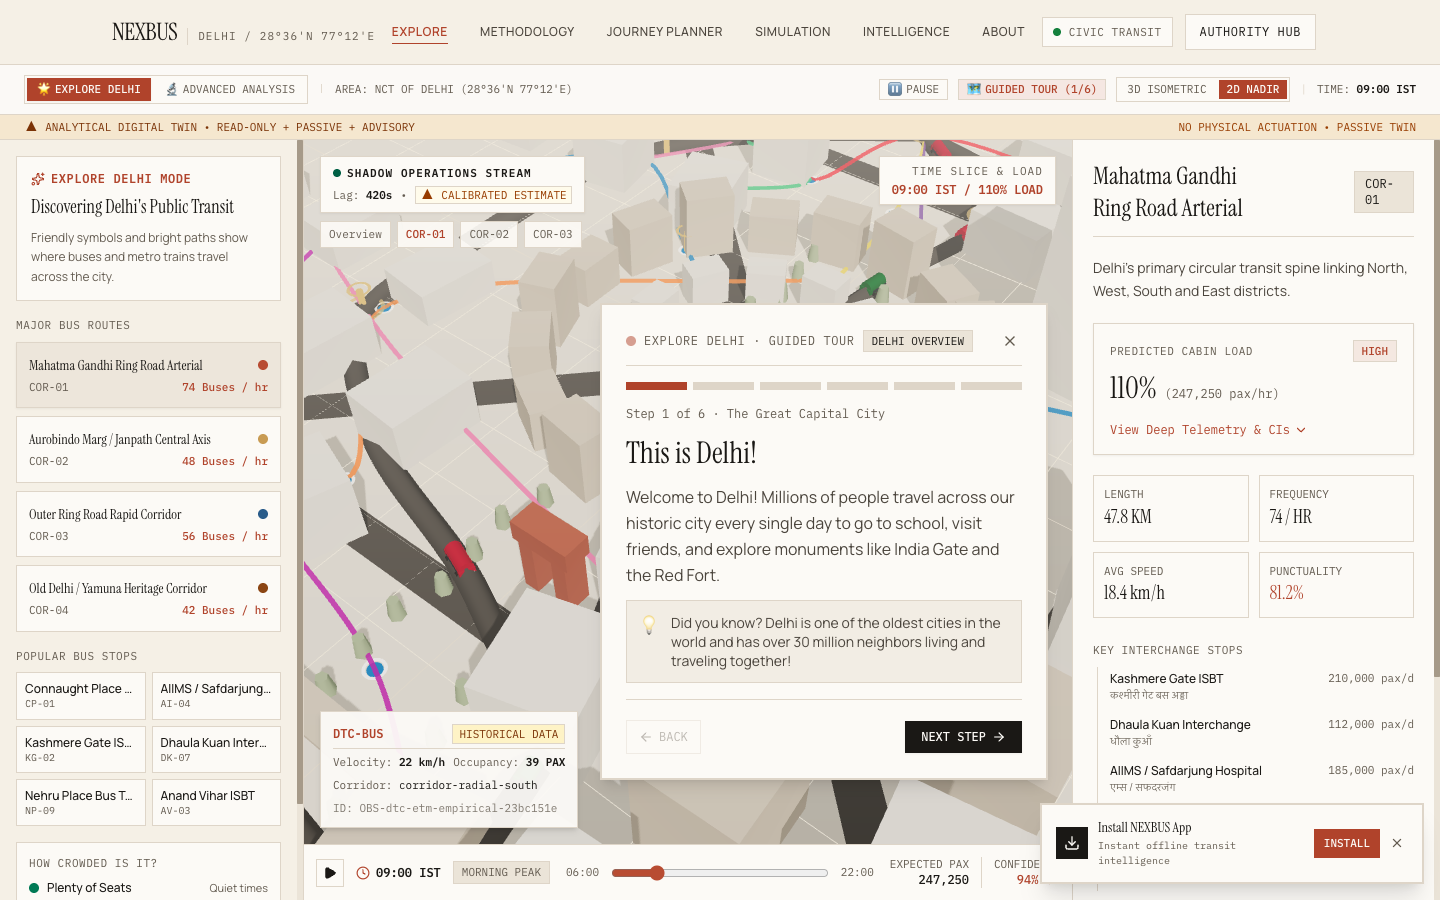 NEXBUS
DELHI / 28°36'N 77°12'E
EXPLORE
METHODOLOGY
JOURNEY PLANNER
SIMULATION
INTELLIGENCE
ABOUT
CIVIC TRANSIT
AUTHORITY HUB
EXPLORE DELHI
ADVANCED ANALYSIS
AREA: NCT OF DELHI (28°36'N 77°12'E)
PAUSE
GUIDED TOUR (1/6)
3D ISOMETRIC
2D NADIR
TIME: 09:00 IST
ANALYTICAL DIGITAL TWIN • READ-ONLY + PASSIVE + ADVISORY
NO PHYSICAL ACTUATION • PASSIVE TWIN
EXPLORE DELHI MODE
Discovering Delhi's Public Transit
Friendly symbols and bright paths show
where buses and metro trains travel
across the city.
MAJOR BUS ROUTES
Mahatma Gandhi Ring Road Arterial
COR-01
74 Buses / hr
Aurobindo Marg / Janpath Central Axis
COR-02
48 Buses / hr
Outer Ring Road Rapid Corridor
COR-03
56 Buses / hr
Old Delhi / Yamuna Heritage Corridor
COR-04
42 Buses / hr
POPULAR BUS STOPS
Connaught Place ...
CP-01
AIIMS / Safdarjung...
AI-04
Kashmere Gate IS...
KG-02
Dhaula Kuan Inter...
DK-07
Nehru Place Bus T...
NP-09
Anand Vihar ISBT
AV-03
HOW CROWDED IS IT?
Plenty of Seats
Quiet times
SHADOW OPERATIONS STREAM
Lag: 420s •
CALIBRATED ESTIMATE
Overview
COR-01
COR-02
COR-03
TIME SLICE & LOAD
09:00 IST / 110% LOAD
EXPLORE DELHI · GUIDED TOUR
DELHI OVERVIEW
Step 1 of 6 · The Great Capital City
This is Delhi!
Welcome to Delhi! Millions of people travel across our
historic city every single day to go to school, visit
friends, and explore monuments like India Gate and
the Red Fort.
Did you know? Delhi is one of the oldest cities in the
world and has over 30 million neighbors living and
traveling together!
BACK
NEXT STEP
DTC-BUS
HISTORICAL DATA
Velocity: 22 km/h
Occupancy: 39 PAX
Corridor: corridor-radial-south
ID: OBS-dtc-etm-empirical-23bc151e
09:00 IST
MORNING PEAK
06:00
22:00
EXPECTED PAX
247,250
CONFIDE
94%
Mahatma Gandhi
Ring Road Arterial
COR-
01
Delhi's primary circular transit spine linking North,
West, South and East districts.
PREDICTED CABIN LOAD
HIGH
110% (247,250 pax/hr)
View Deep Telemetry & CIs
LENGTH
47.8 KM
FREQUENCY
74 / HR
AVG SPEED
18.4 km/h
PUNCTUALITY
81.2%
KEY INTERCHANGE STOPS
Kashmere Gate ISBT
210,000 pax/d
कश्मीरी गेट बस अड्डा
Dhaula Kuan Interchange
112,000 pax/d
धौला कुआँ
AIIMS / Safdarjung Hospital
185,000 pax/d
एम्स / सफदरजंग
Install NEXBUS App
Instant offline transit
intelligence
INSTALL